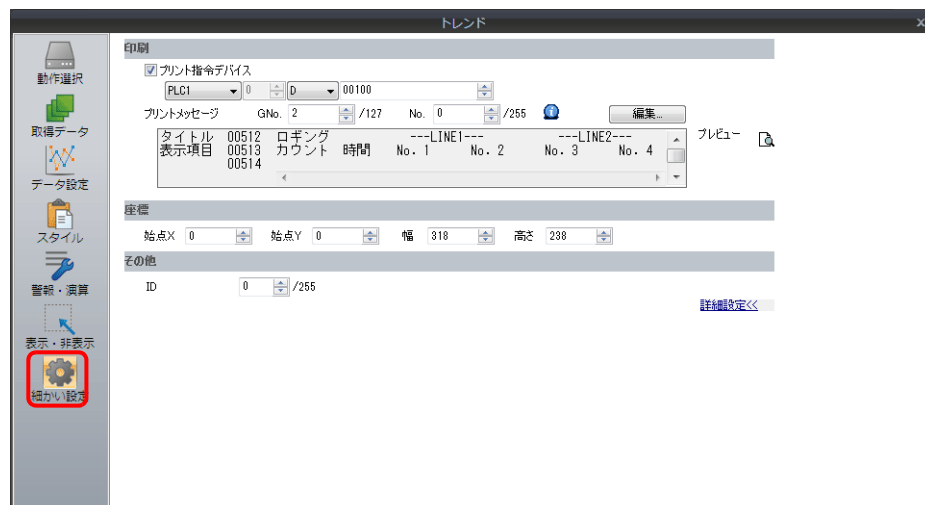 トレンド
x
動作選択
取得データ
データ設定
スタイル
警報・演算
表示・非表示
細かい設定
印刷
プリント指令デバイス
PLC1 0 D 00100
プリントメッセージ GNo. 2 /127 No. 0 /255 編集...
タイトル 00512 ロギング ---LINE1--- ---LINE2---
表示項目 00513 カウント 時間 No. 1 No. 2 No. 3 No. 4
00514
プレビュー
座標
始点X 0 始点Y 0 幅 318 高さ 238
その他
ID 0 /255
詳細設定<<